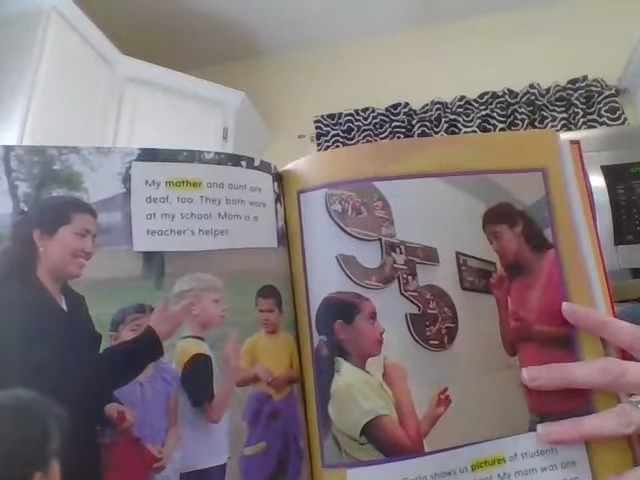 My mother and aunt are
deaf, too. They both work
at my school. Mom is a
teacher's helper.
95
shows us pictures of students
My mom was one